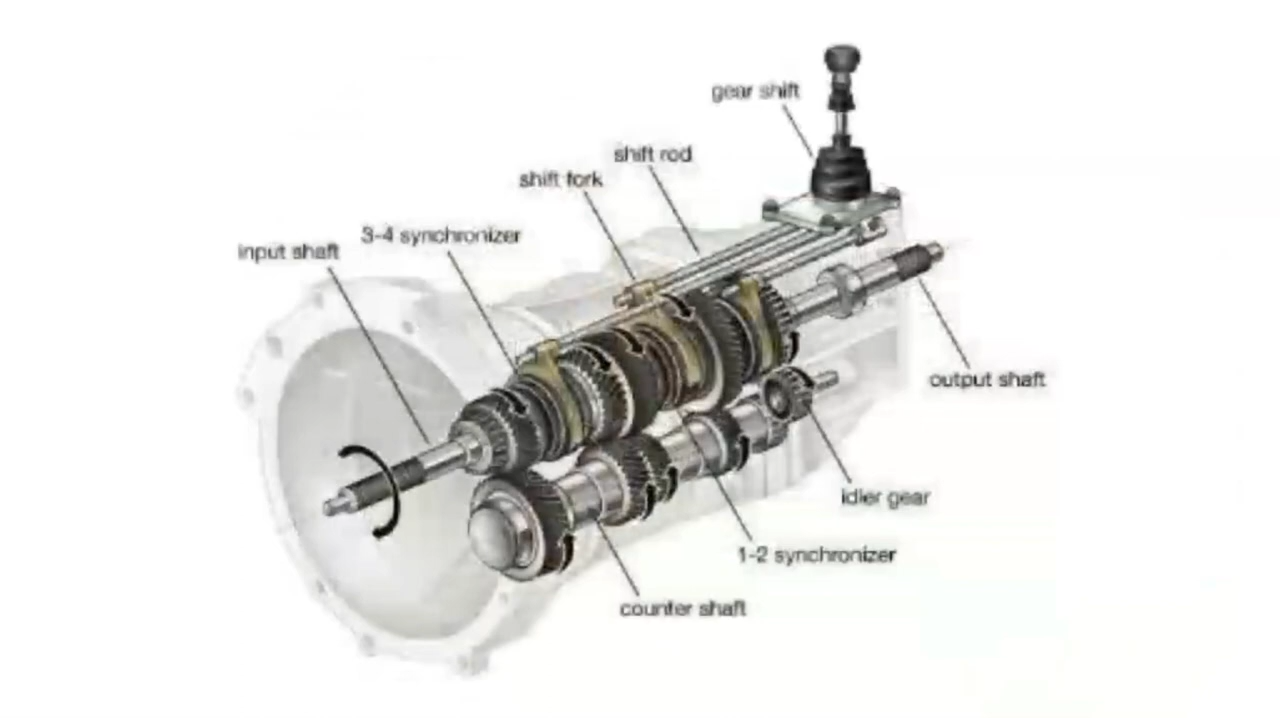 gear shift
shift rod
shift fork
3-4 synchronizer
input shaft
output shaft
idler gear
1-2 synchronizer
counter shaft